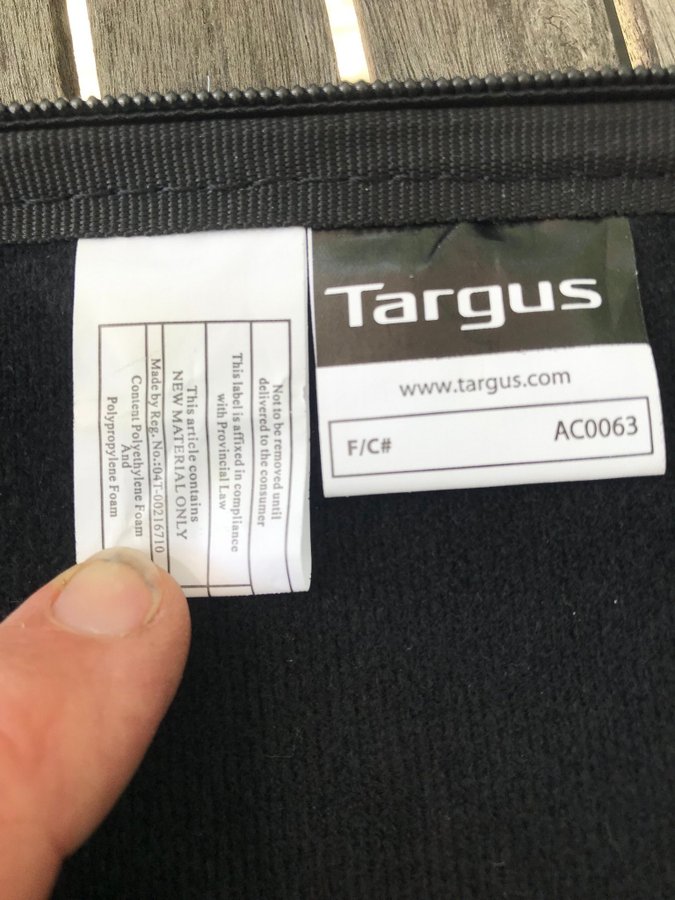 Not to be removed until
delivered to the consumer
This label is affixed in compliance
with Provincial Law
This article contains
NEW MATERIAL ONLY
Made by Reg. No.:04T-00216710
Content Polyethylene Foam
And
Polypropylene Foam
Targus
www.targus.com
F/C# AC0063